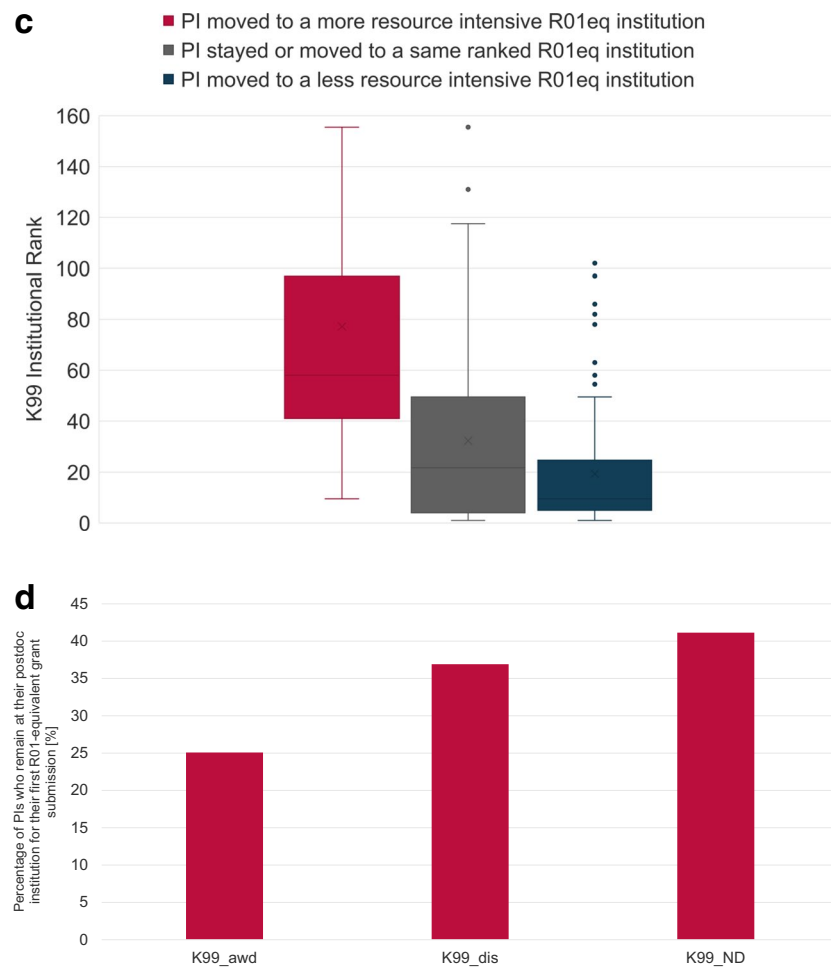 c
PI moved to a more resource intensive R01eq institution
PI stayed or moved to a same ranked R01eq institution
PI moved to a less resource intensive R01eq institution
K99 Institutional Rank
160
140
120
100
80
60
40
20
0
d
Percentage of PIs who remain at their postdoc
institution for their first R01-equivalent grant
submission [%]
45
40
35
30
25
20
15
10
5
0
K99_awd K99_dis K99_ND